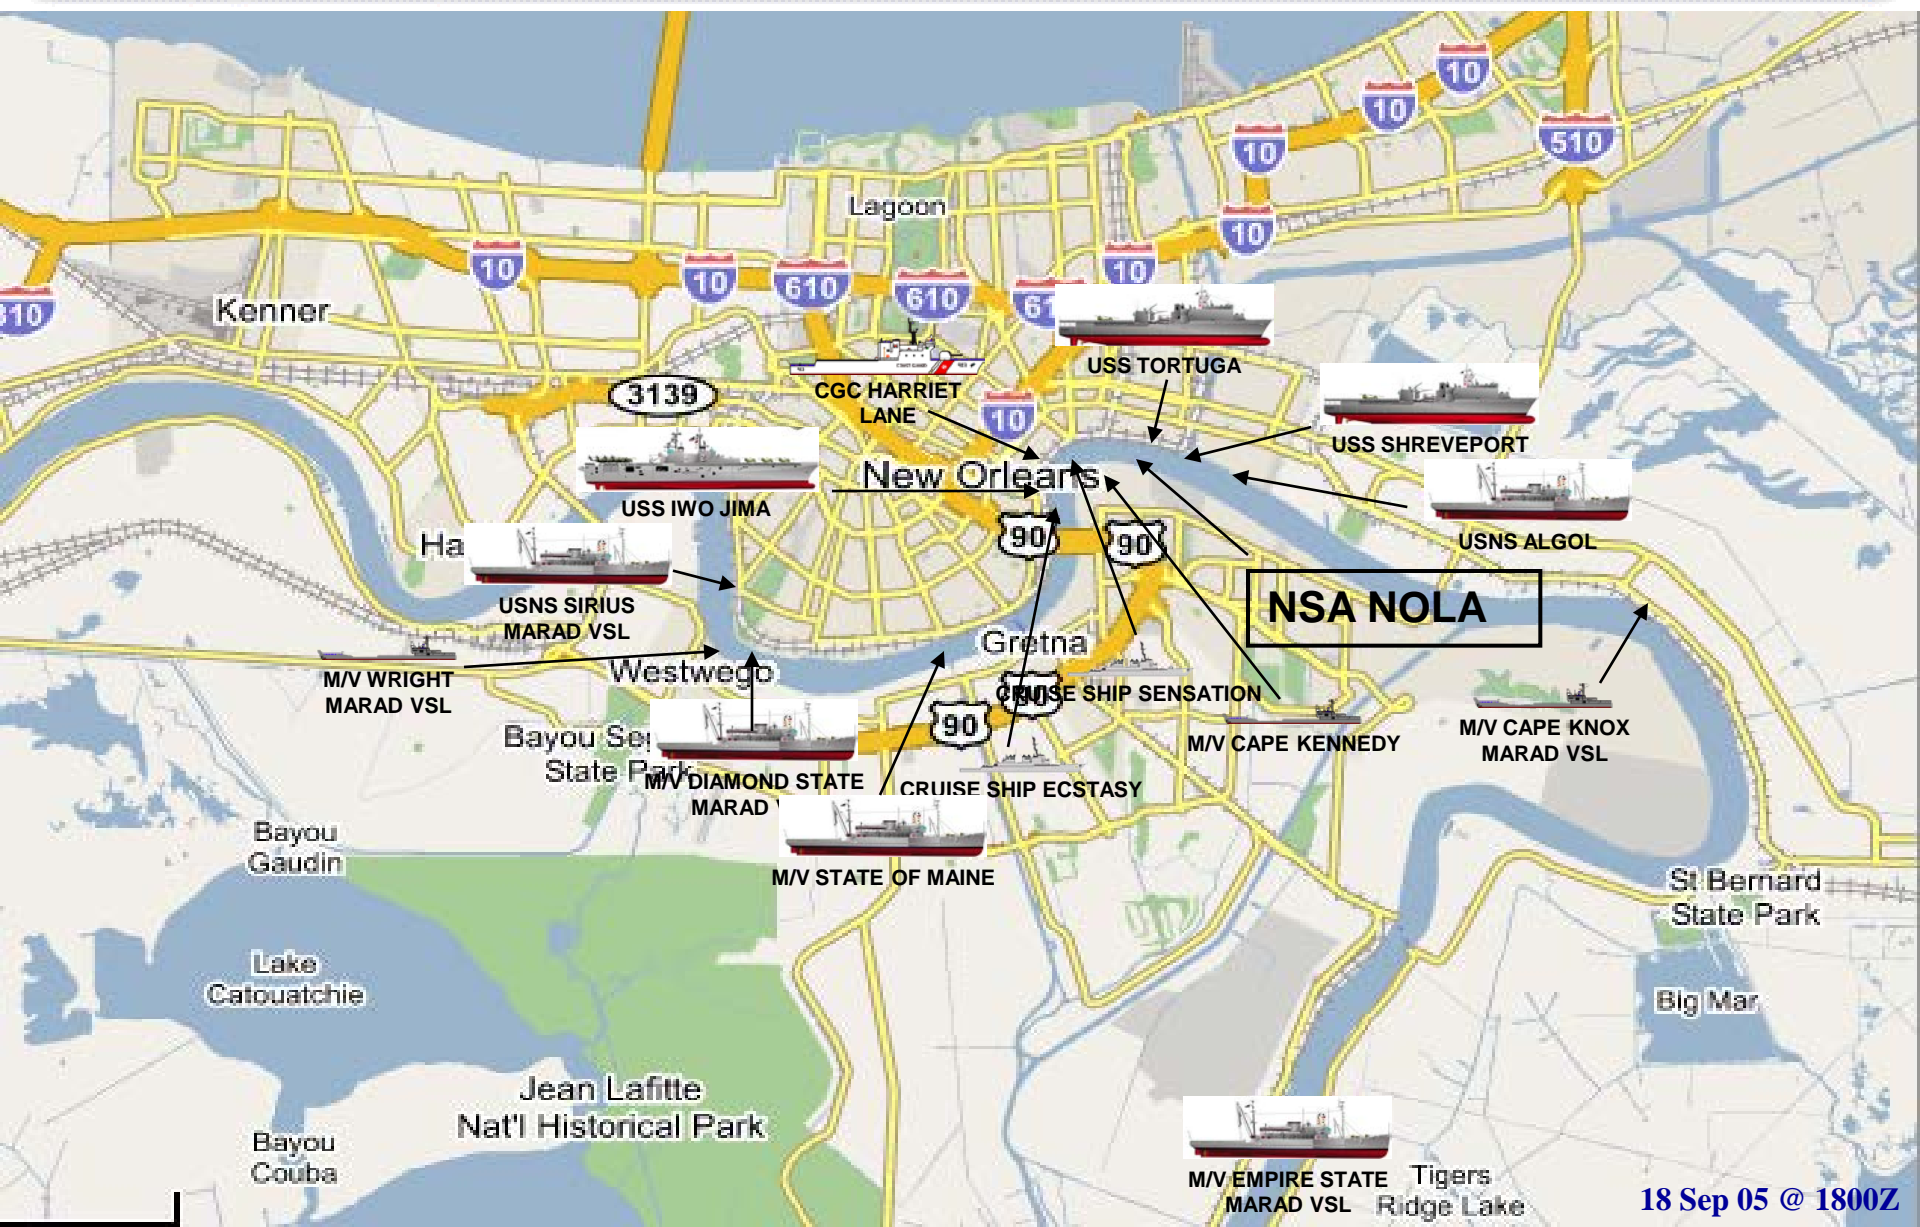 10
10
10
510
Lagoon
10
10
10
10
610
610
Kenner
USS TORTUGA
3139
CGC HARRIET
LANE
10
USS SHREVEPORT
New Orleans
USS IWO JIMA
90
90
USNS ALGOL
USNS SIRIUS
MARAD VSL
NSA NOLA
Gretna
Westwego
M/V WRIGHT
MARAD VSL
CRUISE SHIP SENSATION
90
M/V CAPE KENNEDY
M/V CAPE KNOX
MARAD VSL
Bayou
State Park
M/V DIAMOND STATE
MARAD
CRUISE SHIP ECSTASY
M/V STATE OF MAINE
Bayou
Gaudin
St Bernard
State Park
Lake
Catouatchie
Big Mar
Jean Lafitte
Nat'l Historical Park
Bayou
Couba
M/V EMPIRE STATE
MARAD VSL
Tigers
Ridge Lake
18 Sep 05 @ 1800Z